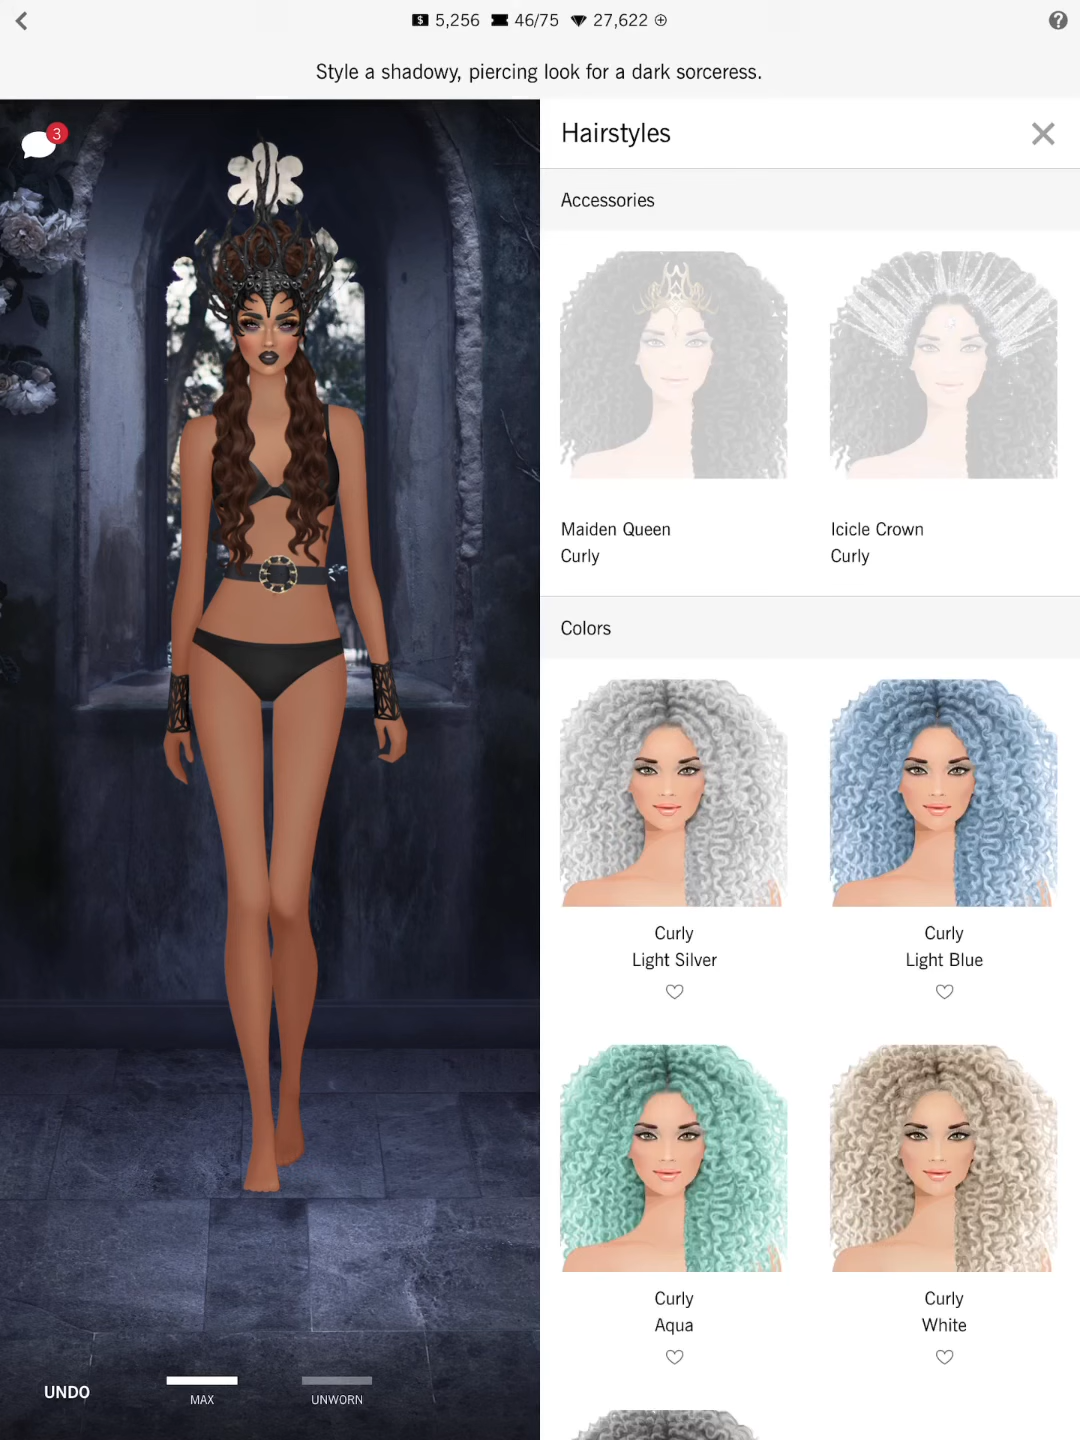 5,256 46/75 27,622
Style a shadowy, piercing look for a dark sorceress.
3
Hairstyles
Accessories
Maiden Queen
Curly
Icicle Crown
Curly
Colors
Curly
Light Silver
Curly
Light Blue
Curly
Aqua
Curly
White
UNDO
MAX
UNWORN